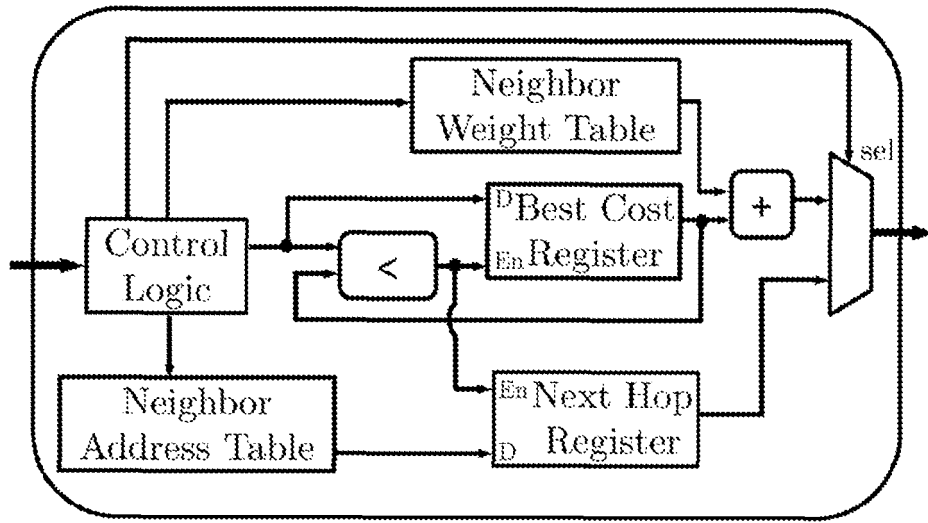 Neighbor
Weight Table
sel
D
Best Cost
+
Control
Logic
<
En
Register
Neighbor
Address Table
En
Next Hop
Register
D